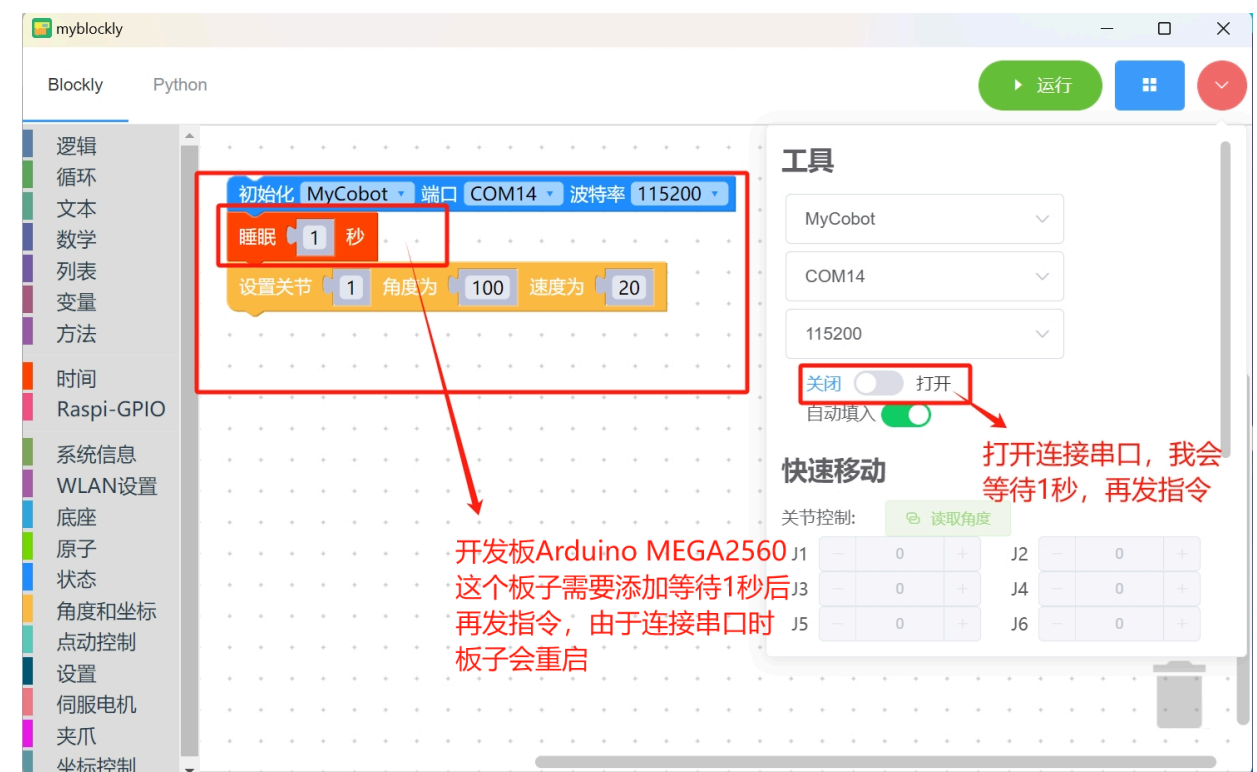 myblockly
Blockly Python
运行
逻辑
循环
文本
数学
列表
变量
方法
时间
Raspi-GPIO
系统信息
WLAN设置
底座
原子
状态
角度和坐标
点动控制
设置
伺服电机
夹爪
坐标控制
初始化 MyCobot 端口 COM14 波特率 115200
睡眠 1 秒
设置关节 1 角度为 100 速度为 20
开发板Arduino MEGA2560
这个板子需要添加等待1秒后
再发指令，由于连接串口时
板子会重启
工具
MyCobot
COM14
115200
关闭 打开
自动填入
打开连接串口，我会
等待1秒，再发指令
快速移动
关节控制: 读取角度
J1 － 0 + J2 － 0 +
J3 － 0 + J4 － 0 +
J5 － 0 + J6 － 0 +